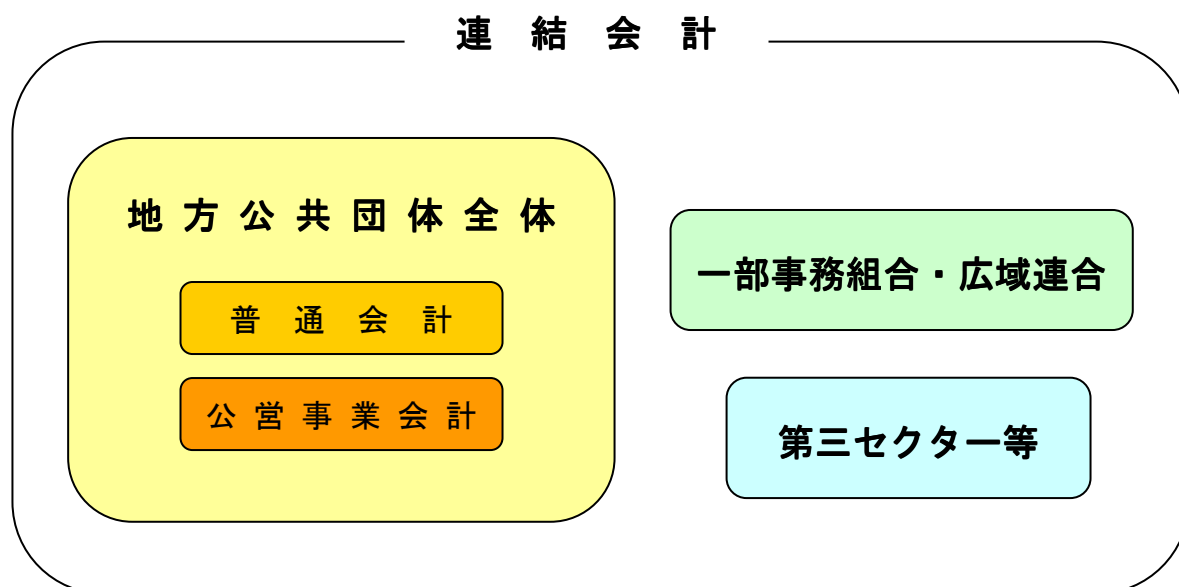 連結会計
地方公共団体全体
普通会計
公営事業会計
一部事務組合・広域連合
第三セクター等